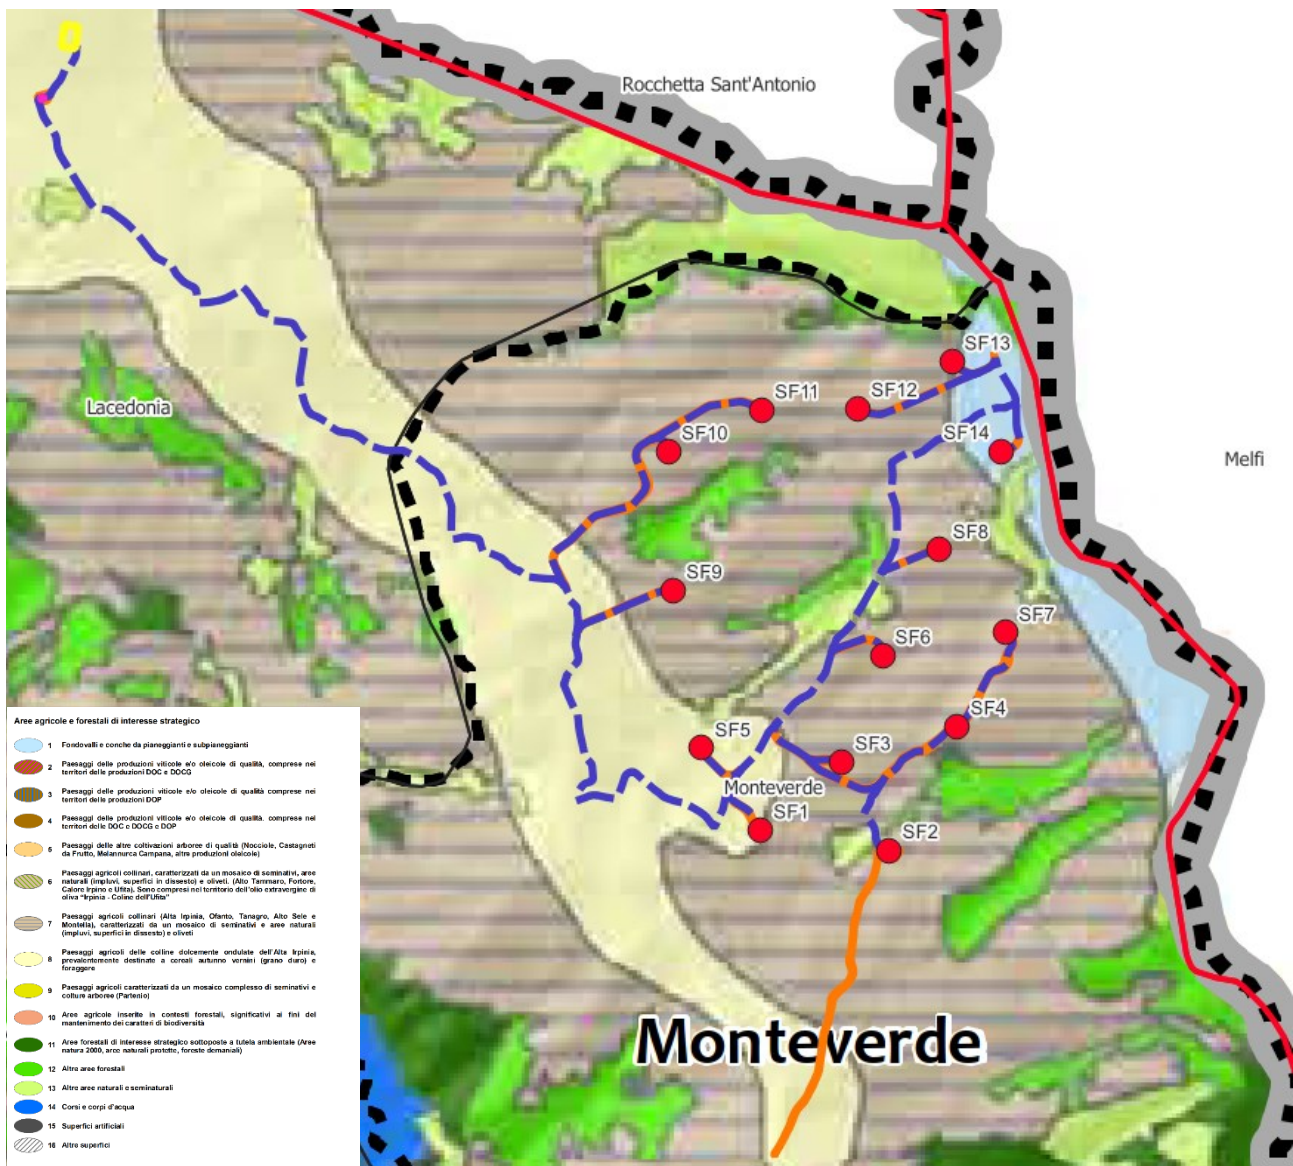 Rocchetta Sant'Antonio
SF13
SF11
SF12
Lacedonia
SF10
SF14
Melfi
SF8
SF9
SF7
SF6
SF4
SF5
SF3
Monteverde
SF1
SF2
Monteverde
Aree agricole e forestali di interesse strategico
1 Fondovalli e conche da pianeggianti e subpianeggianti
2 Paesaggi delle produzioni viticole e/o oleicole di qualità, comprese nei
territori delle produzioni DOC e DOCG
3 Paesaggi delle produzioni viticole e/o oleicole di qualità comprese nei
territori delle produzioni DOP
4 Paesaggi delle produzioni viticole e/o oleicole di qualità, comprese nei
territori delle DOC e DOCG e DOP
5 Paesaggi delle altre coltivazioni arboree di qualità (Nocciole, Castagneti
da Frutto, Melannurca Campana, altre produzioni oleicole)
6 Paesaggi agricoli collinari, caratterizzati da un mosaico di seminativi, aree
naturali (impluvi, superfici in dissesto) e oliveti. (Alto Tammaro, Fortore,
Calore Irpino e Ufita). Sono compresi nel territorio dell'olio extravergine di
oliva "Irpinia - Coline dell'Ufita"
7 Paesaggi agricoli collinari (Alta Irpinia, Ofanto, Tanagro, Alto Sele e
Montella), caratterizzati da un mosaico di seminativi e aree naturali
(impluvi, superfici in dissesto) e oliveti
8 Paesaggi agricoli delle colline dolcemente ondulate dell'Alta Irpinia,
prevalentemente destinate a cereali autunno vernini (grano duro) e
foraggere
9 Paesaggi agricoli caratterizzati da un mosaico complesso di seminativi e
colture arboree (Partenio)
10 Aree agricole inserite in contesti forestali, significativi ai fini del
mantenimento dei caratteri di biodiversità
11 Aree forestali di interesse strategico sottoposte a tutela ambientale (Aree
natura 2000, aree naturali protette, foreste demaniali)
12 Altre aree forestali
13 Altre aree naturali e seminaturali
14 Corsi e corpi d'acqua
15 Superfici artificiali
16 Altre superfici